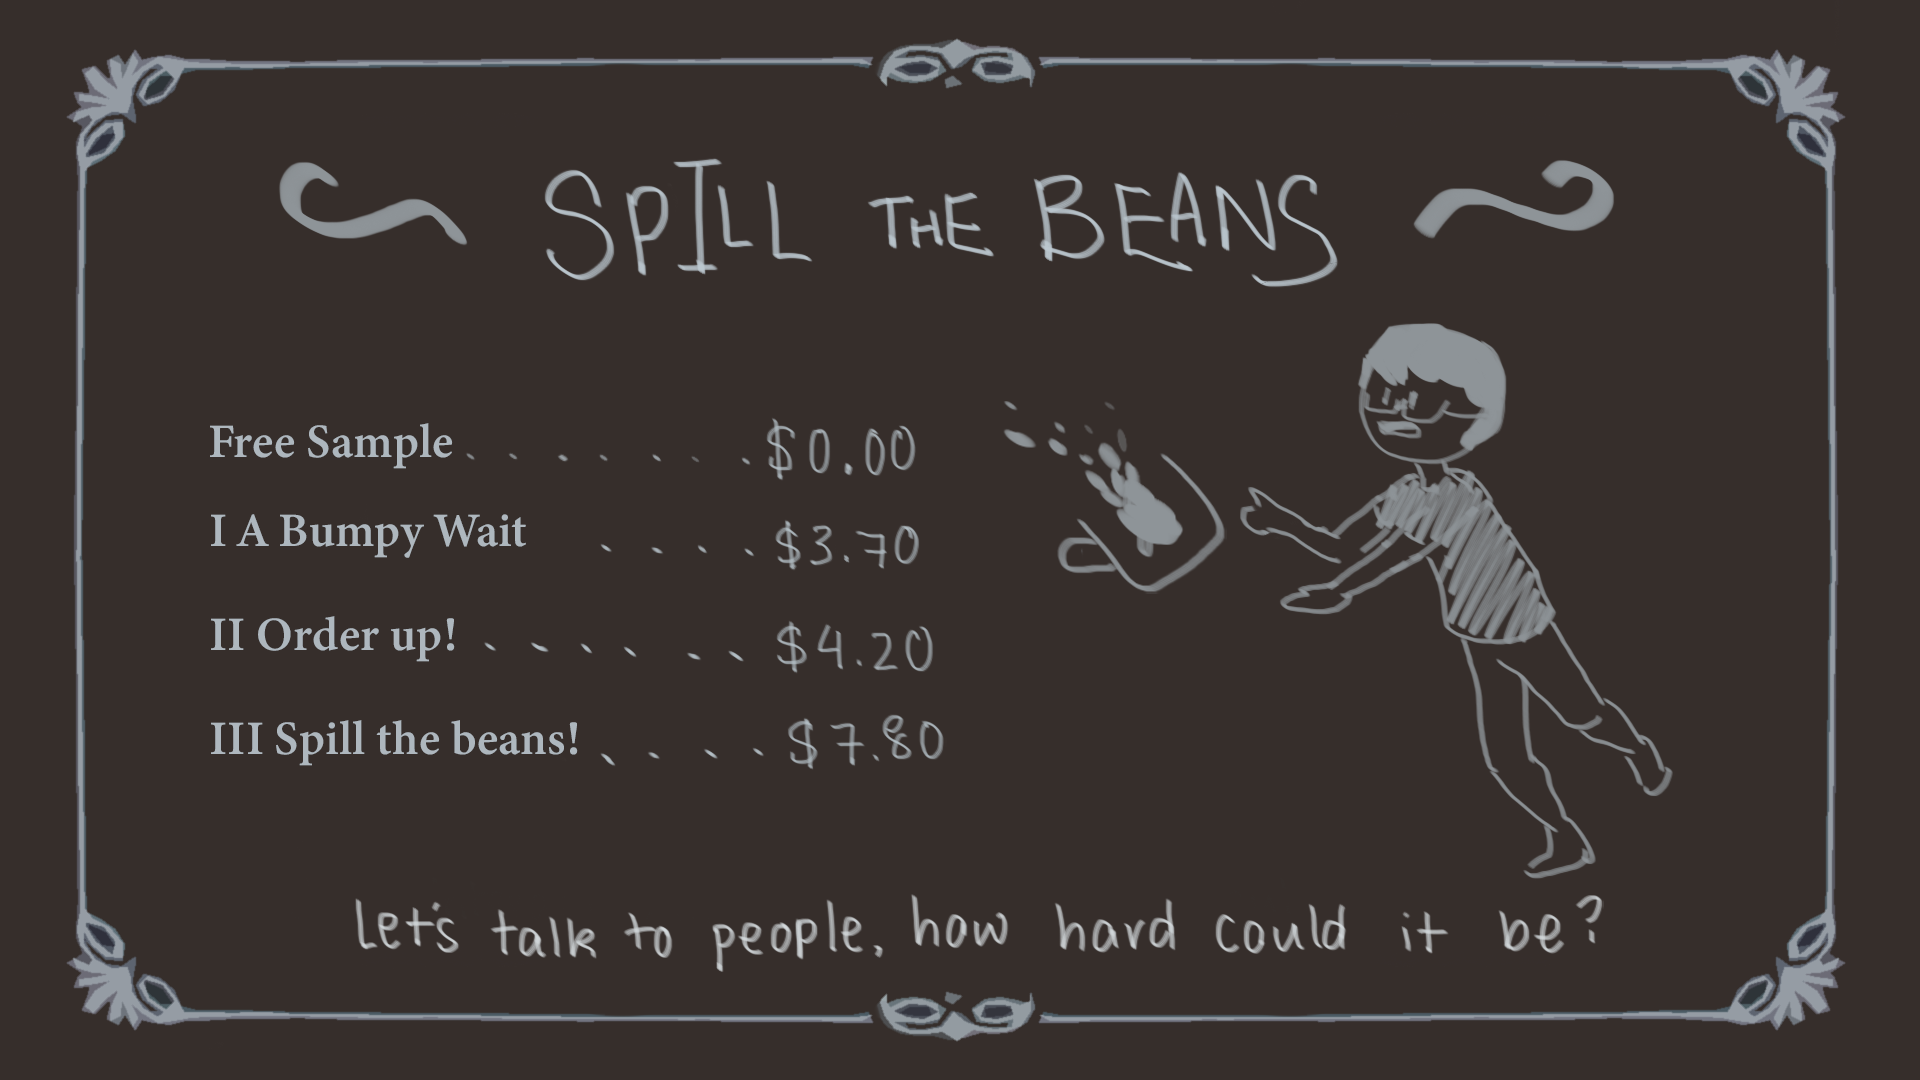 SPILL THE BEANS
Free Sample . . . . . . . $0.00
I A Bumpy Wait . . . . $3.70
II Order up! . . . . . . $4.20
III Spill the beans! . . . . $7.80
Let's talk to people, how hard could it be?